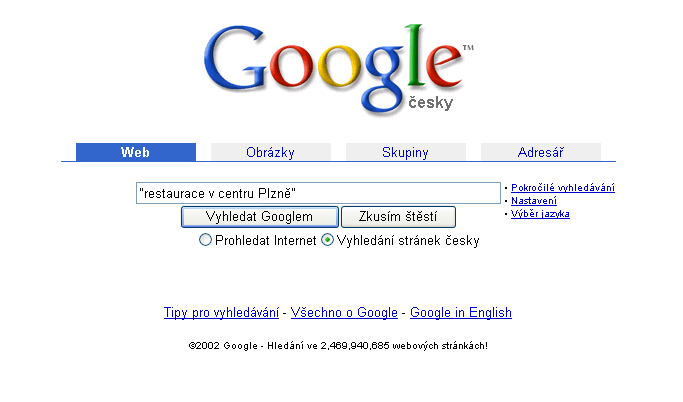 Google™
česky
Web Obrázky Skupiny Adresář
"restaurace v centru Plzně"
• Pokročilé vyhledávání
• Nastavení
• Výběr jazyka
Vyhledat Googlem Zkusím štěstí
Prohledat Internet Vyhledání stránek česky
Tipy pro vyhledávání - Všechno o Google - Google in English
©2002 Google - Hledání ve 2,469,940,685 webových stránkách!